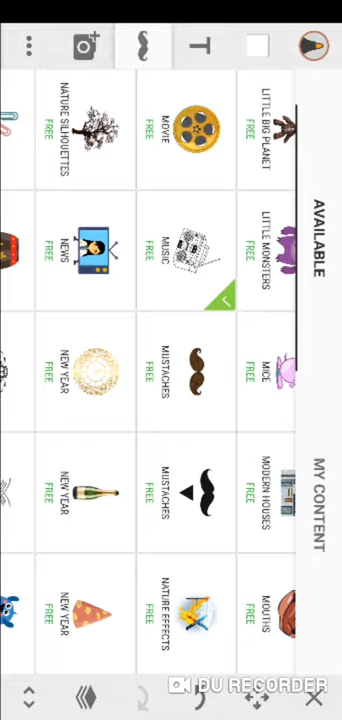 AVAILABLE
MY CONTENT
LITTLE BIG PLANET
FREE
LITTLE MONSTERS
FREE
MICE
FREE
MODERN HOUSES
FREE
MOUTHS
FREE
MOVIE
FREE
MUSIC
FREE
MUSTACHES
FREE
MUSTACHES
FREE
NATURE EFFECTS
FREE
NATURE SILHOUETTES
FREE
NEWS
FREE
NEW YEAR
FREE
NEW YEAR
FREE
NEW YEAR
FREE
DU RECORDER